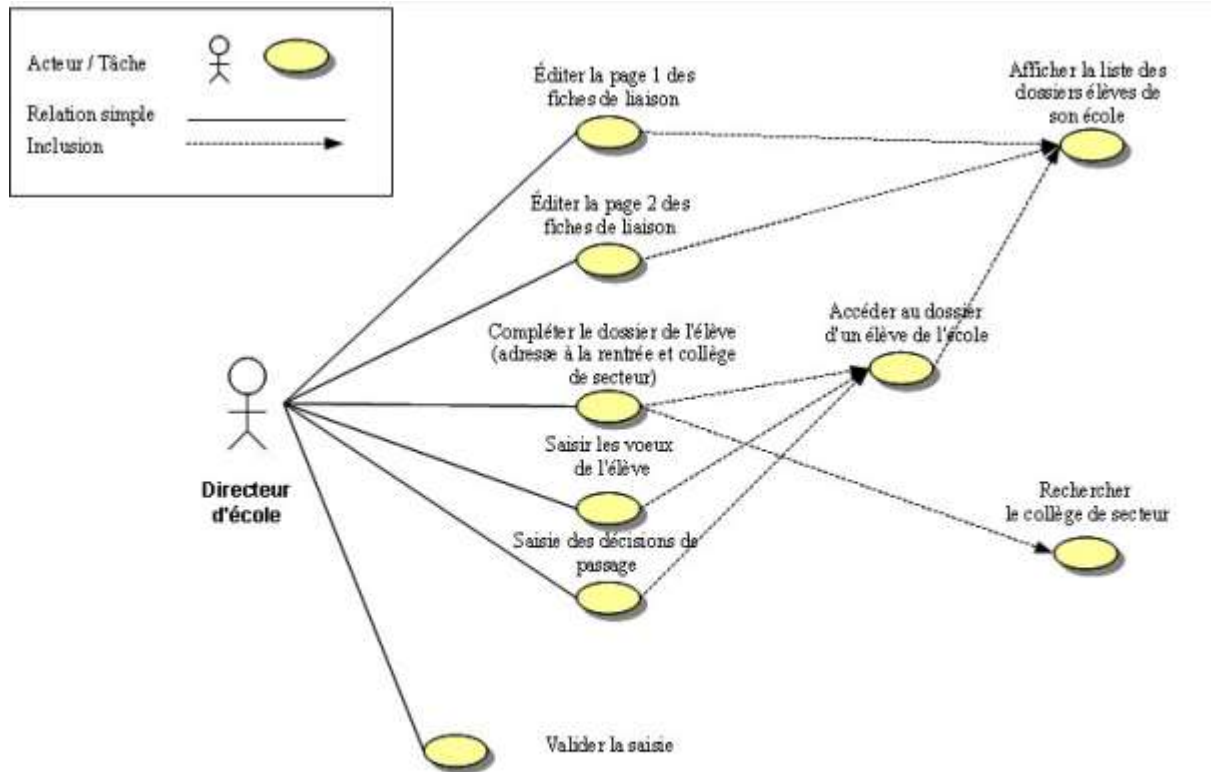 Acteur / Tâche
Relation simple
Inclusion
Éditer la page 1 des
fiches de liaison
Afficher la liste des
dossiers élèves de
son école
Éditer la page 2 des
fiches de liaison
Accéder au dossier
d'un élève de l'école
Compléter le dossier de l'élève
(adresse à la rentrée et collège
de secteur)
Saisir les voeux
de l'élève
Directeur
d'école
Rechercher
le collège de secteur
Saisie des décisions de
passage
Valider la saisie